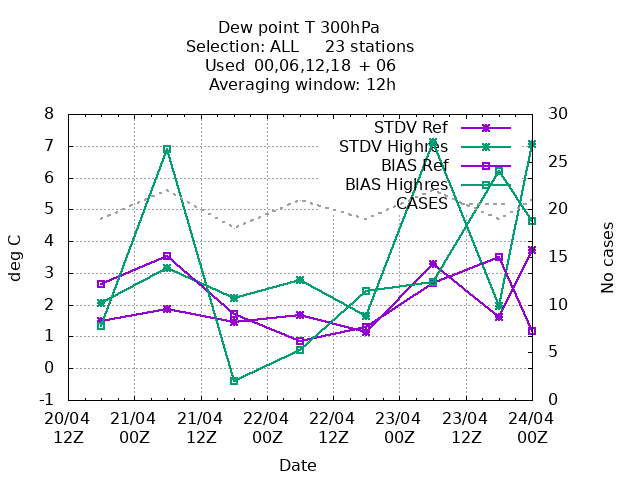 Dew point T 300hPa
Selection: ALL 23 stations
Used 00,06,12,18 + 06
Averaging window: 12h
8
7
6
5
4
3
2
1
0
-1
deg C
30
25
20
15
10
5
0
No cases
STDV Ref
STDV Highres
BIAS Ref
BIAS Highres
CASES
20/04 21/04 21/04 22/04 22/04 23/04 23/04 24/04
12Z 00Z 12Z 00Z 12Z 00Z 12Z 00Z
Date